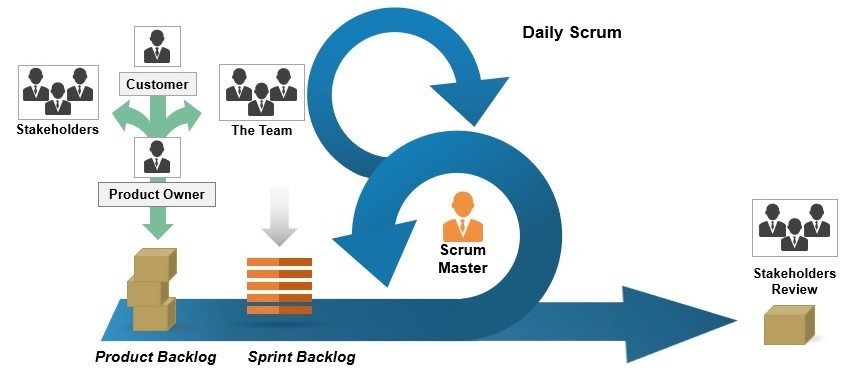 Daily Scrum
Customer
Stakeholders
The Team
Product Owner
Scrum
Master
Stakeholders
Review
Product Backlog
Sprint Backlog